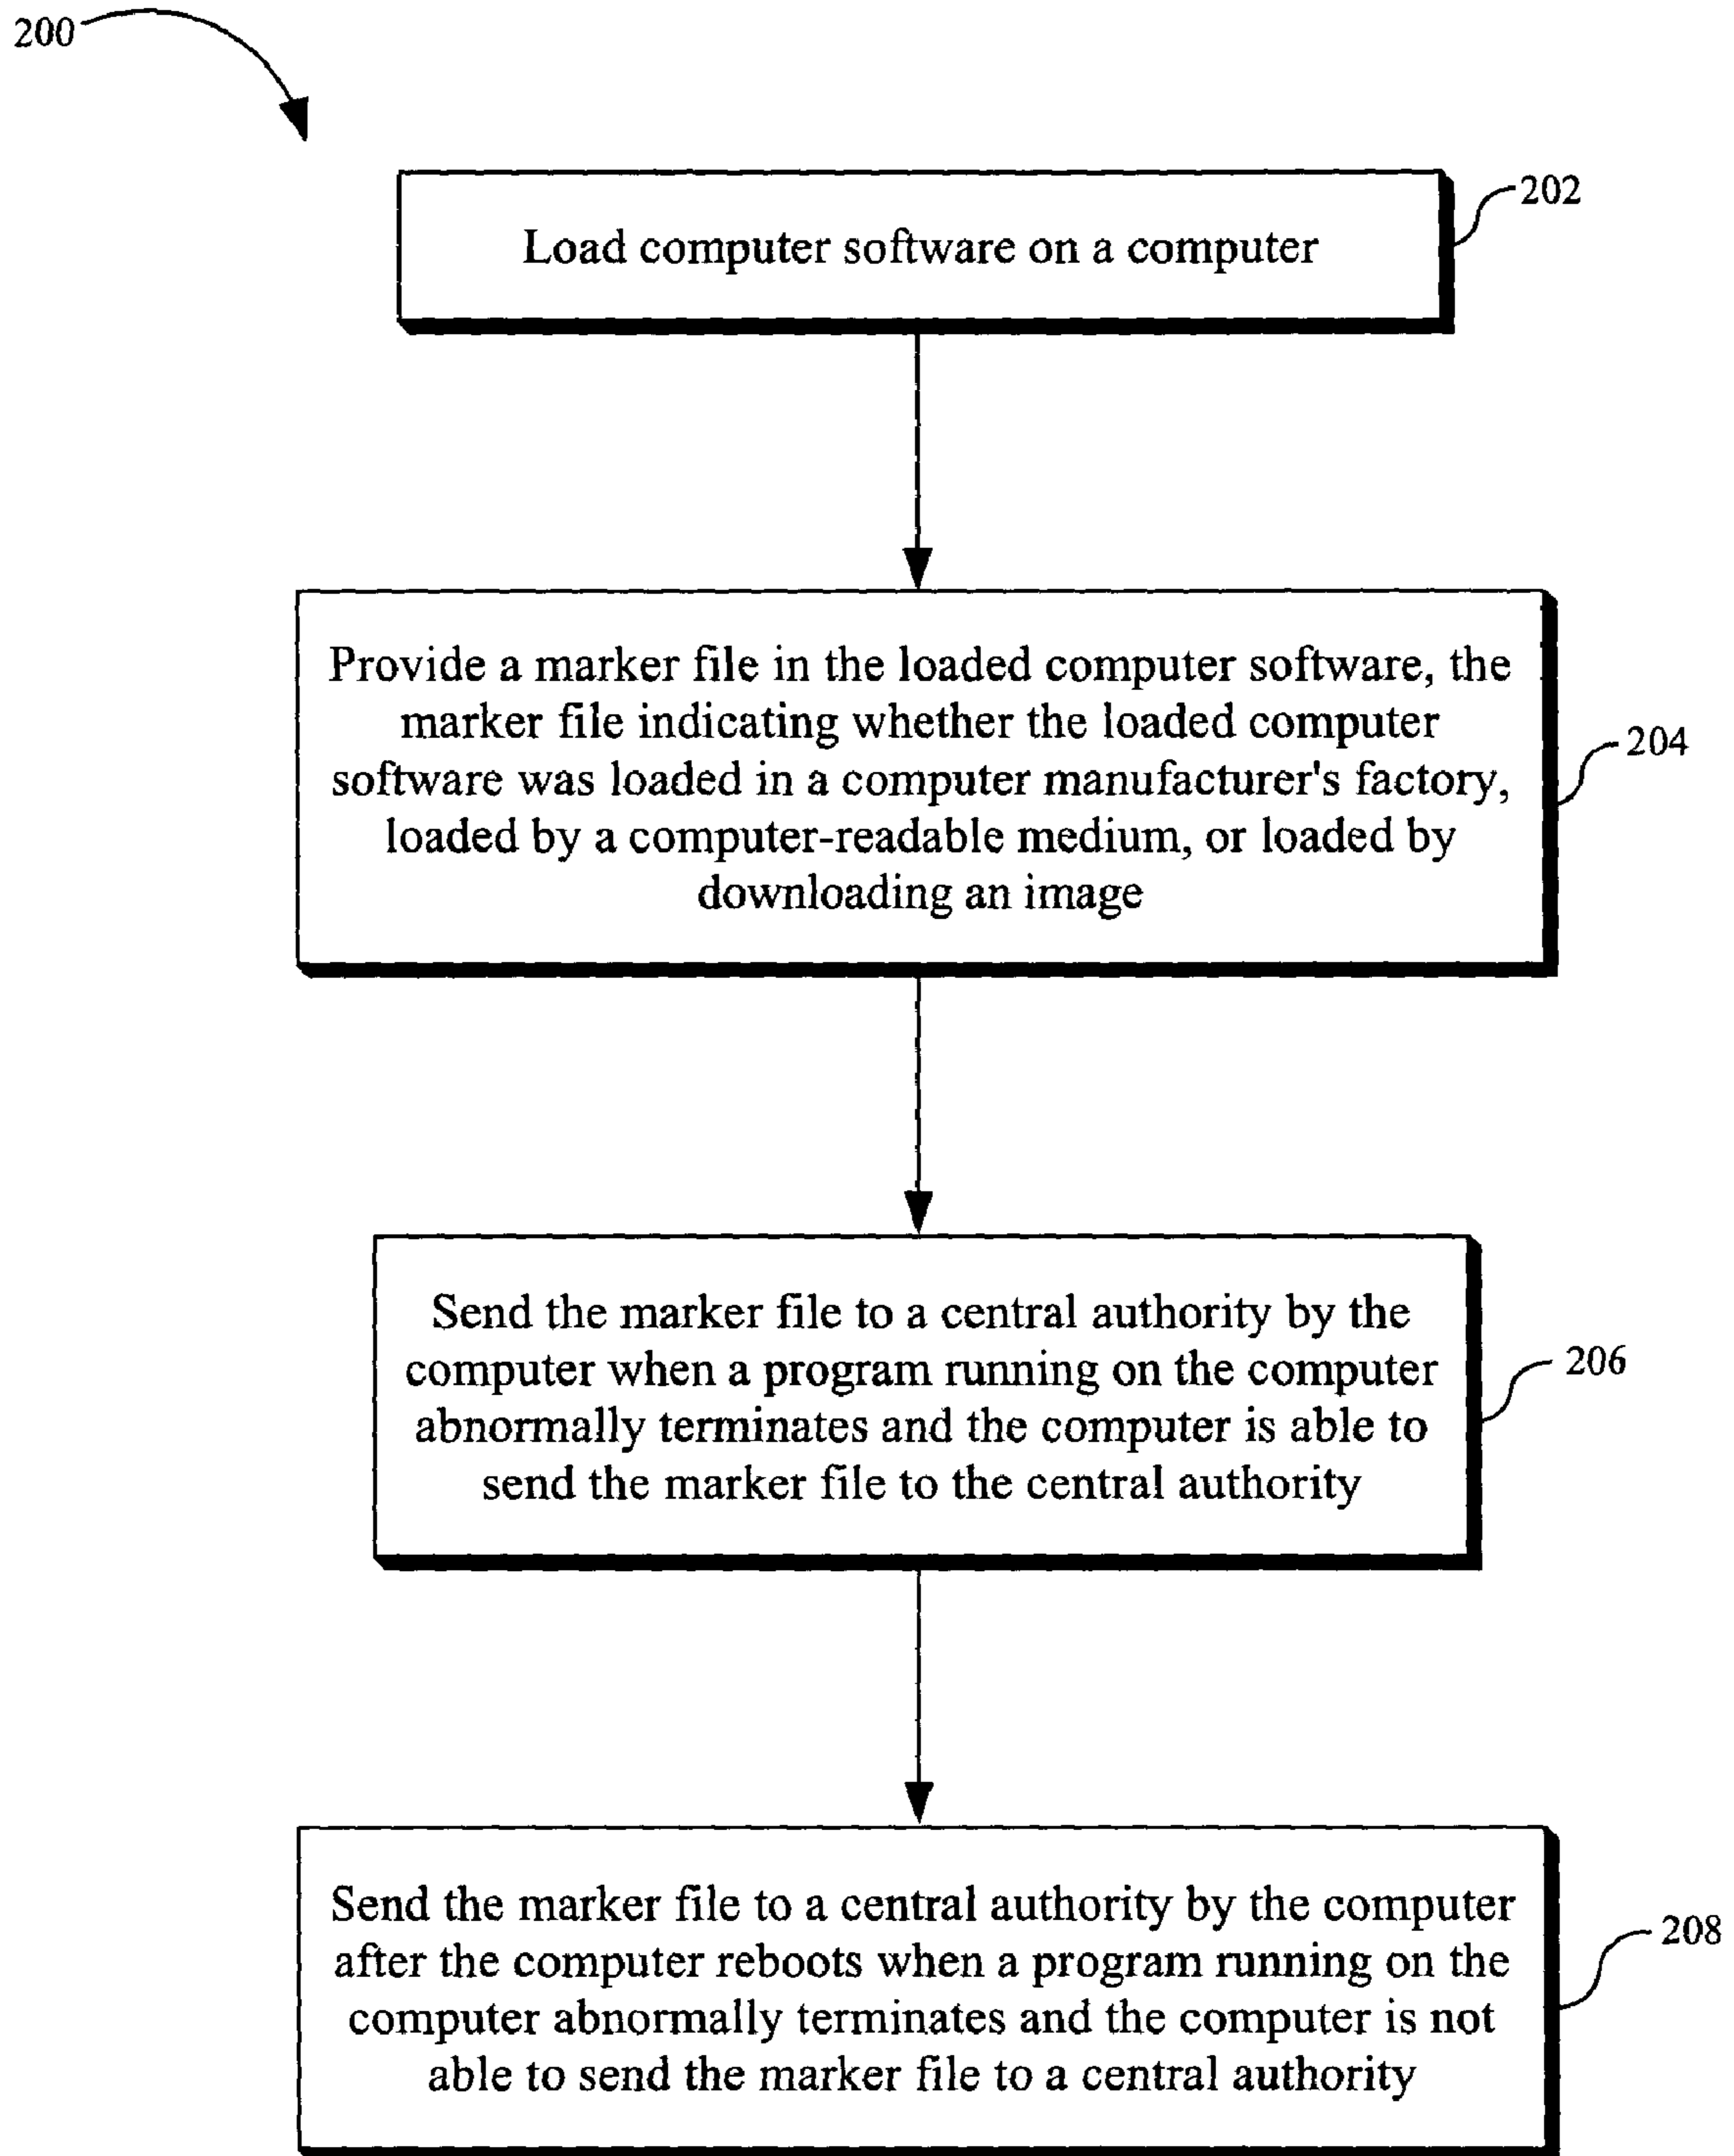 200
Load computer software on a computer
202
Provide a marker file in the loaded computer software, the
marker file indicating whether the loaded computer
software was loaded in a computer manufacturer's factory,
loaded by a computer-readable medium, or loaded by
downloading an image
204
Send the marker file to a central authority by the
computer when a program running on the computer
abnormally terminates and the computer is able to
send the marker file to the central authority
206
Send the marker file to a central authority by the computer
after the computer reboots when a program running on the
computer abnormally terminates and the computer is not
able to send the marker file to a central authority
208